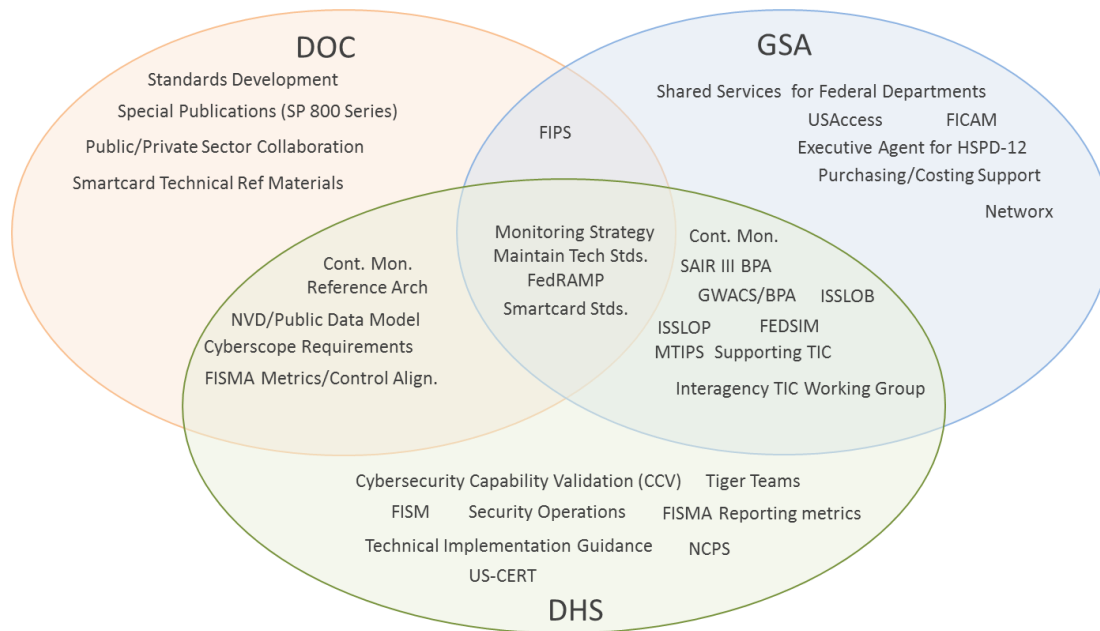 DOC
Standards Development
Special Publications (SP 800 Series)
Public/Private Sector Collaboration
Smartcard Technical Ref Materials
GSA
Shared Services for Federal Departments
USAccess FICAM
Executive Agent for HSPD-12
Purchasing/Costing Support
Networx
FIPS
Monitoring Strategy
Maintain Tech Stds.
FedRAMP
Smartcard Stds.
Cont. Mon.
Reference Arch
NVD/Public Data Model
Cyberscope Requirements
FISMA Metrics/Control Align.
Cont. Mon.
SAIR III BPA
GWACS/BPA ISSLOB
ISSLOP FEDSIM
MTIPS Supporting TIC
Interagency TIC Working Group
Cybersecurity Capability Validation (CCV) Tiger Teams
FISM Security Operations FISMA Reporting metrics
Technical Implementation Guidance NCPS
US-CERT
DHS